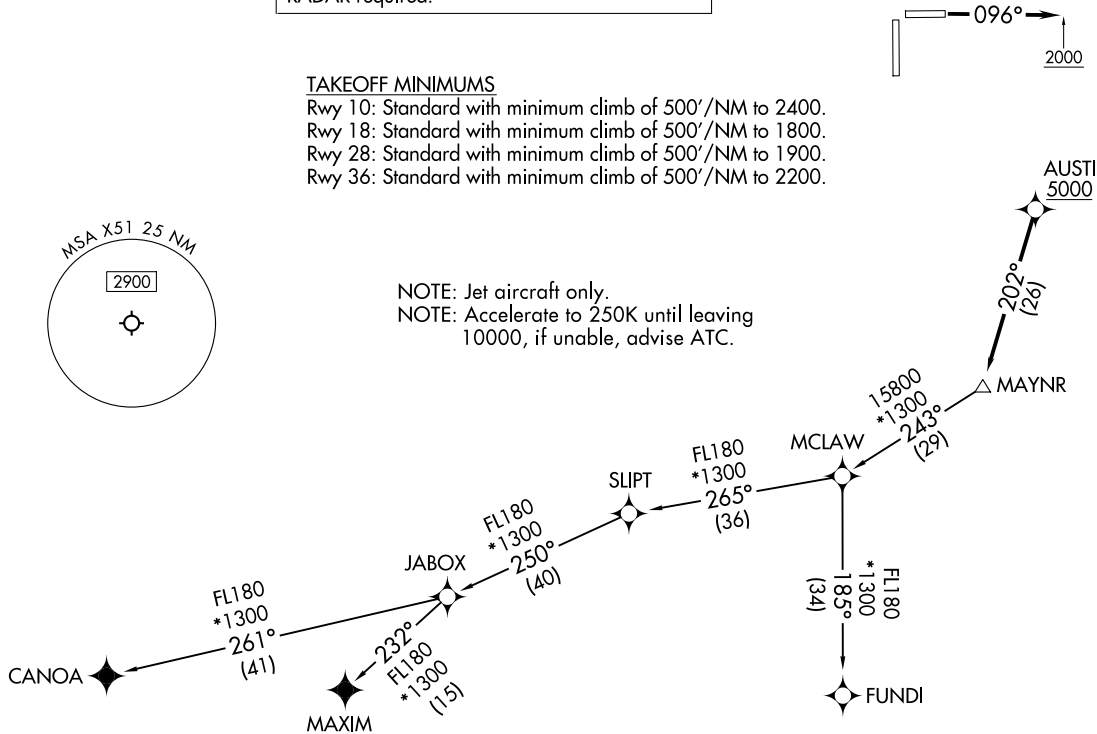 RADAR required.
096°
2000
TAKEOFF MINIMUMS
Rwy 10: Standard with minimum climb of 500'/NM to 2400.
Rwy 18: Standard with minimum climb of 500'/NM to 1800.
Rwy 28: Standard with minimum climb of 500'/NM to 1900.
Rwy 36: Standard with minimum climb of 500'/NM to 2200.
AUSTI
5000
MSA X51 25 NM
2900
NOTE: Jet aircraft only.
NOTE: Accelerate to 250K until leaving
10000, if unable, advise ATC.
202°
(26)
MAYNR
15800
*1300
243°
(29)
MCLAW
FL180
*1300
265°
(36)
SLIPT
FL180
*1300
250°
(40)
JABOX
FL180
*1300
185°
(34)
FL180
*1300
261°
(41)
232°
FL180
*1300
(15)
CANOA
MAXIM
FUNDI